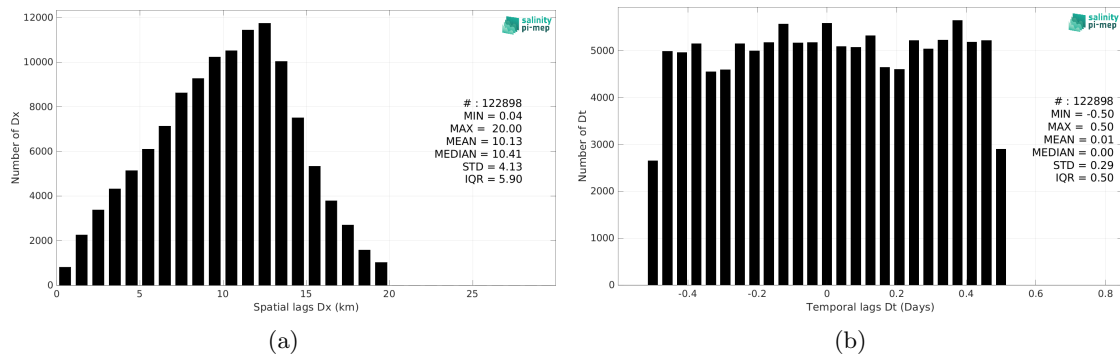 12000
10000
8000
6000
4000
2000
0
Number of Dx
0 5 10 15 20 25
Spatial lags Dx (km)
salinity
pi-mep
# : 122898
MIN = 0.04
MAX = 20.00
MEAN = 10.13
MEDIAN = 10.41
STD = 4.13
IQR = 5.90
(a)
5000
4000
3000
2000
1000
0
Number of Dt
-0.4 -0.2 0 0.2 0.4 0.6 0.8
Temporal lags Dt (Days)
salinity
pi-mep
# : 122898
MIN = -0.50
MAX = 0.50
MEAN = 0.01
MEDIAN = 0.00
STD = 0.29
IQR = 0.50
(b)